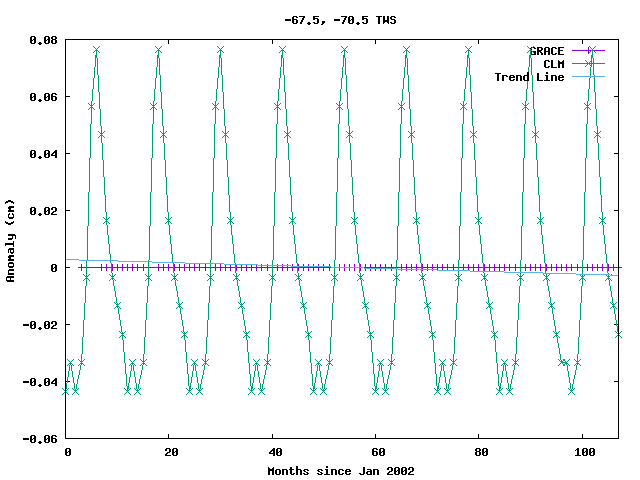 -67.5, -70.5 TWS
GRACE
CLM
Trend Line
0.08
0.06
0.04
0.02
0
-0.02
-0.04
-0.06
Anomaly (cm)
0 20 40 60 80 100
Months since Jan 2002